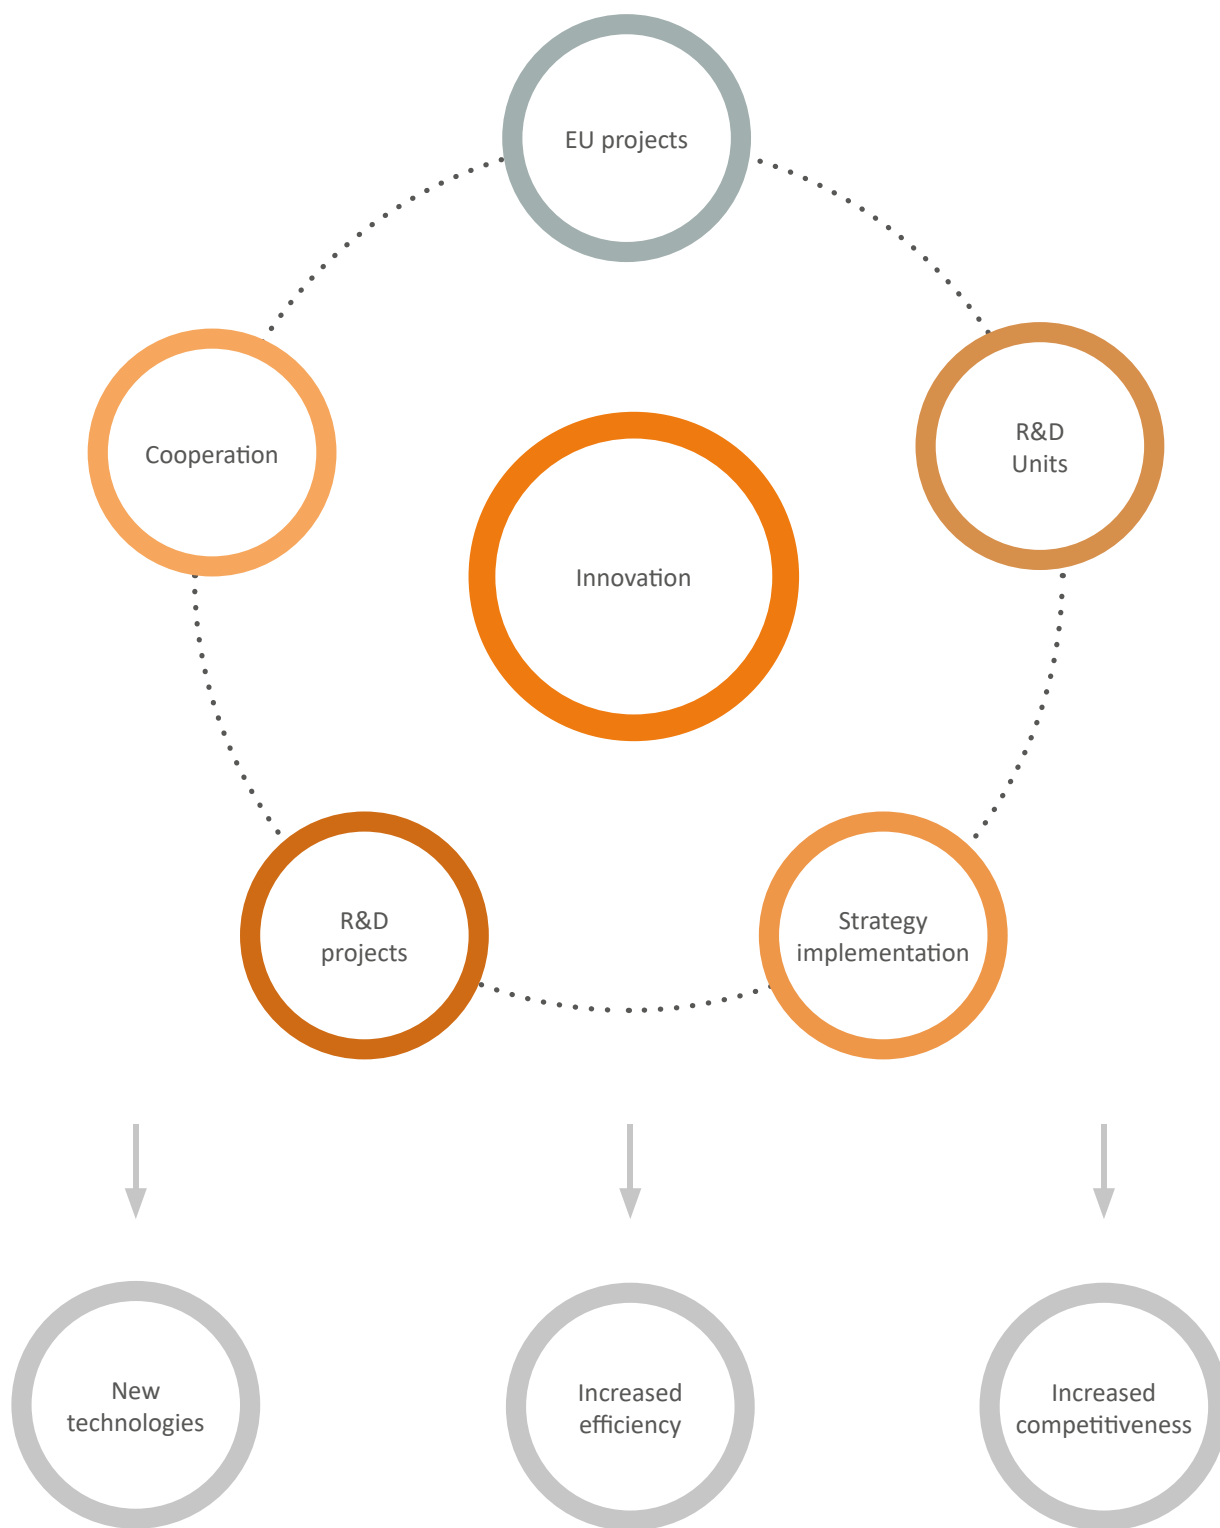 EU projects
Cooperation
R&D
Units
Innovation
R&D
projects
Strategy
implementation
New
technologies
Increased
efficiency
Increased
competitiveness